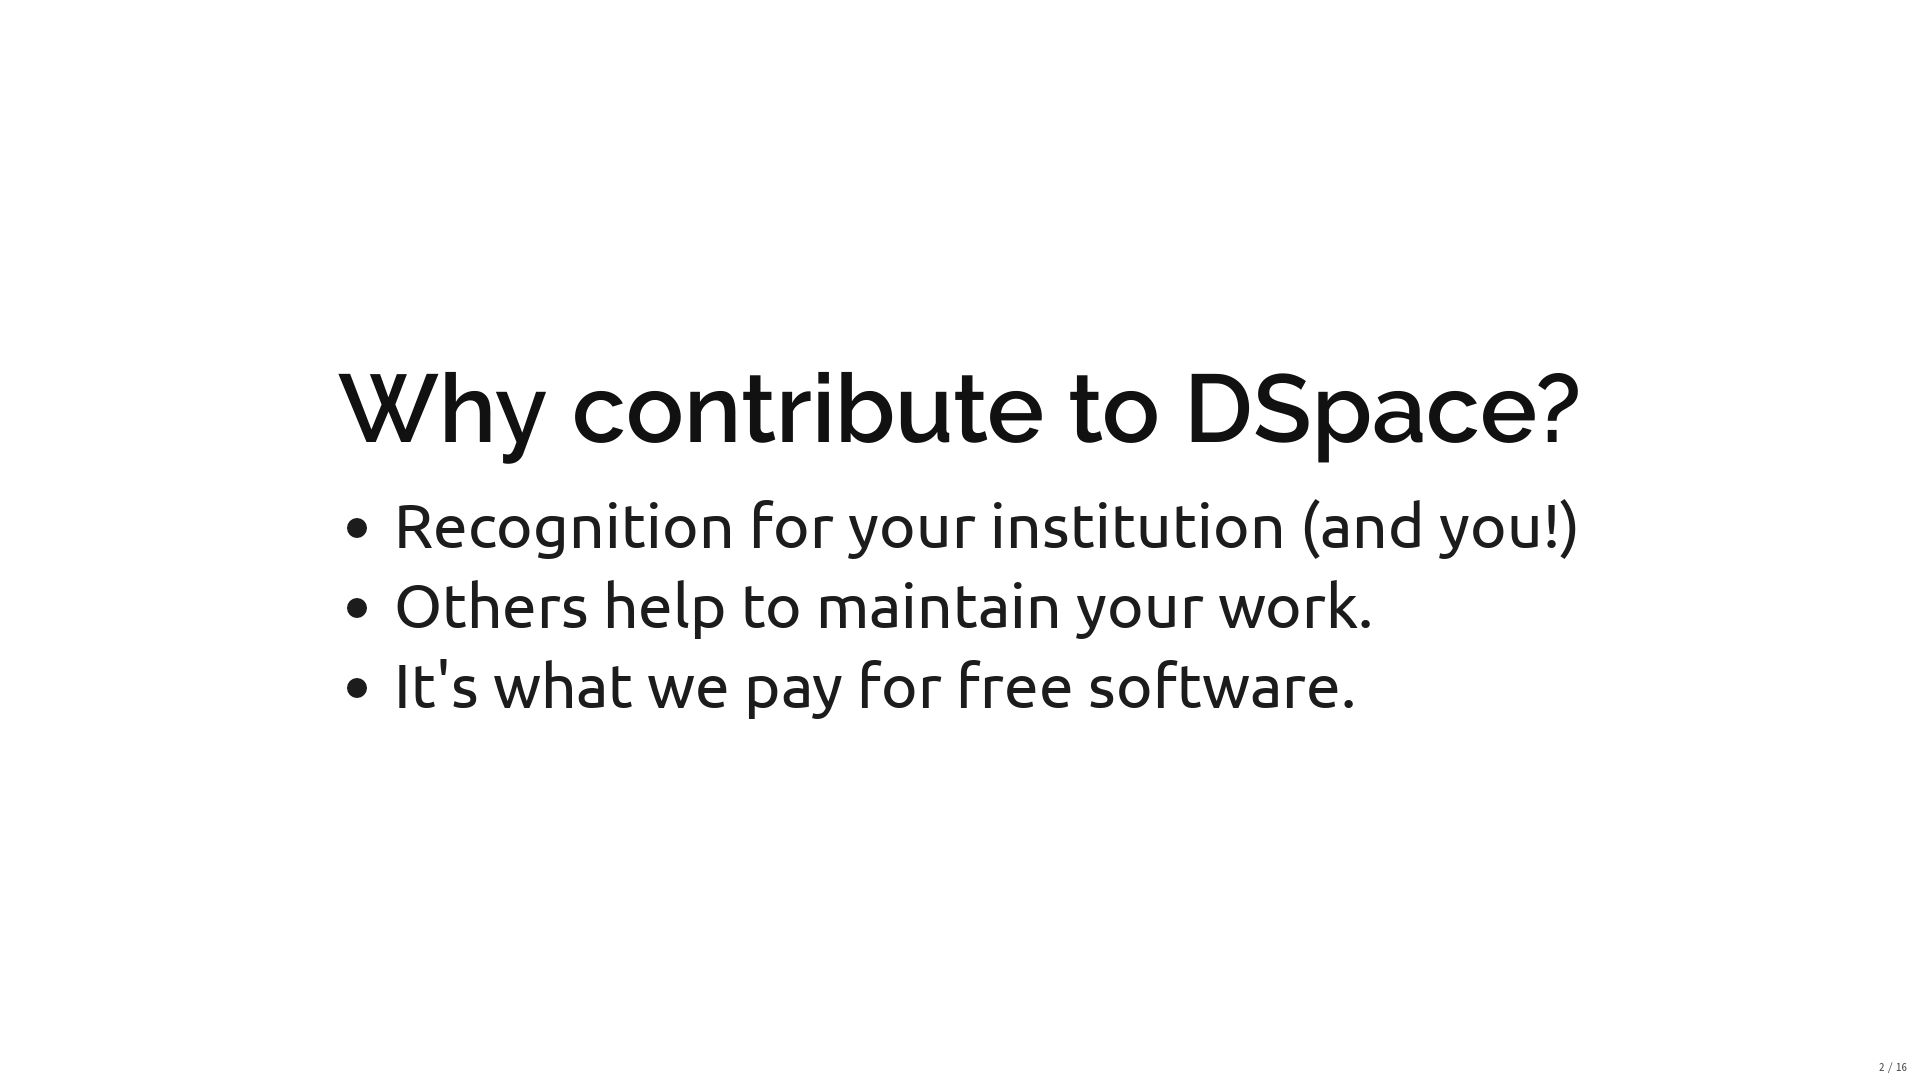 Why contribute to DSpace?
• Recognition for your institution (and you!)
• Others help to maintain your work.
• It's what we pay for free software.
2 / 16